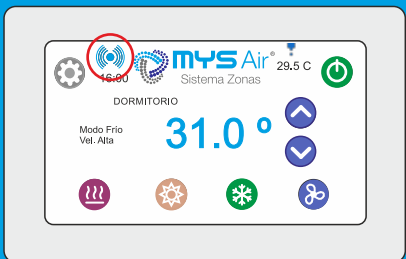 MYS Air®
29.5 C
16:00
Sistema Zonas
DORMITORIO
Modo Frío
Vel. Alta
31.0 º